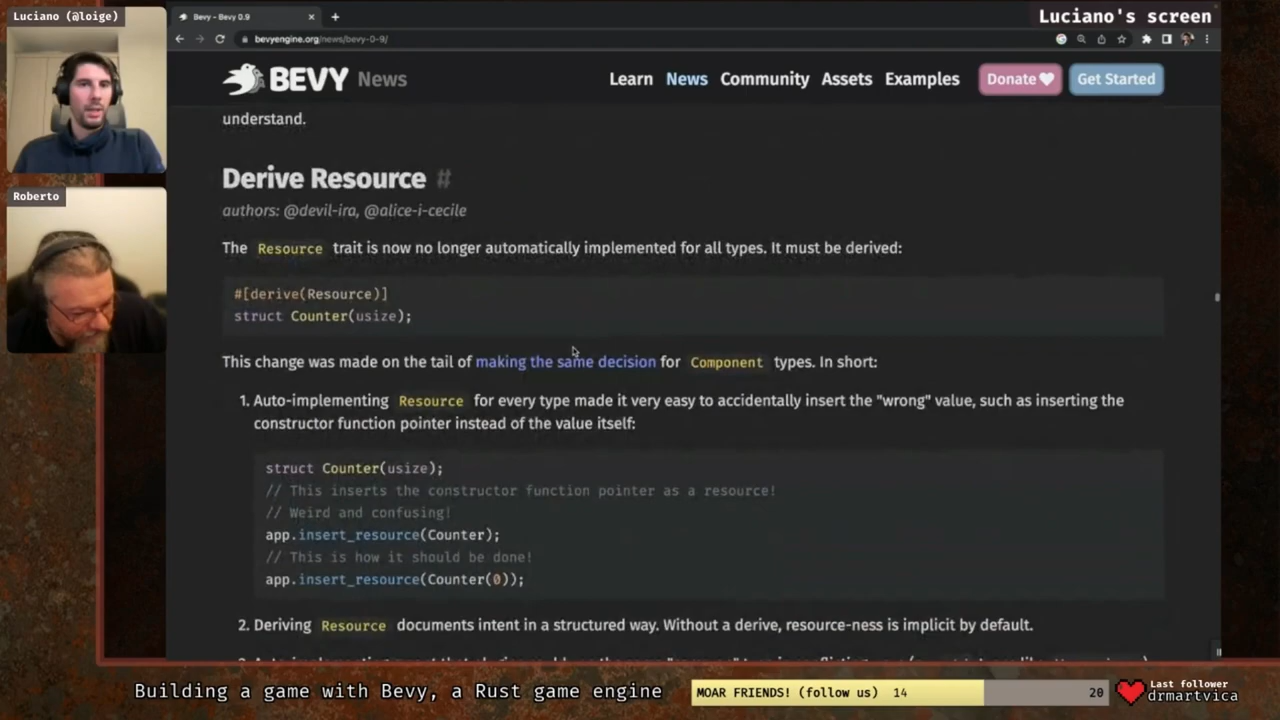 Luciano (@loige)
Roberto
Bevy - Bevy 0.9
Luciano's screen
bevyengine.org/news/bevy-0-9/
BEVY News
Learn News Community Assets Examples Donate Get Started
understand.
Derive Resource #
authors: @devil-ira, @alice-i-cecile
The Resource trait is now no longer automatically implemented for all types. It must be derived:
#[derive(Resource)]
struct Counter(usize);
This change was made on the tail of making the same decision for Component types. In short:
1. Auto-implementing Resource for every type made it very easy to accidentally insert the "wrong" value, such as inserting the
constructor function pointer instead of the value itself:
struct Counter(usize);
// This inserts the constructor function pointer as a resource!
// Weird and confusing!
app.insert_resource(Counter);
// This is how it should be done!
app.insert_resource(Counter(0));
2. Deriving Resource documents intent in a structured way. Without a derive, resource-ness is implicit by default.
Building a game with Bevy, a Rust game engine
MOAR FRIENDS! (follow us) 14 20
Last follower
drmartvica